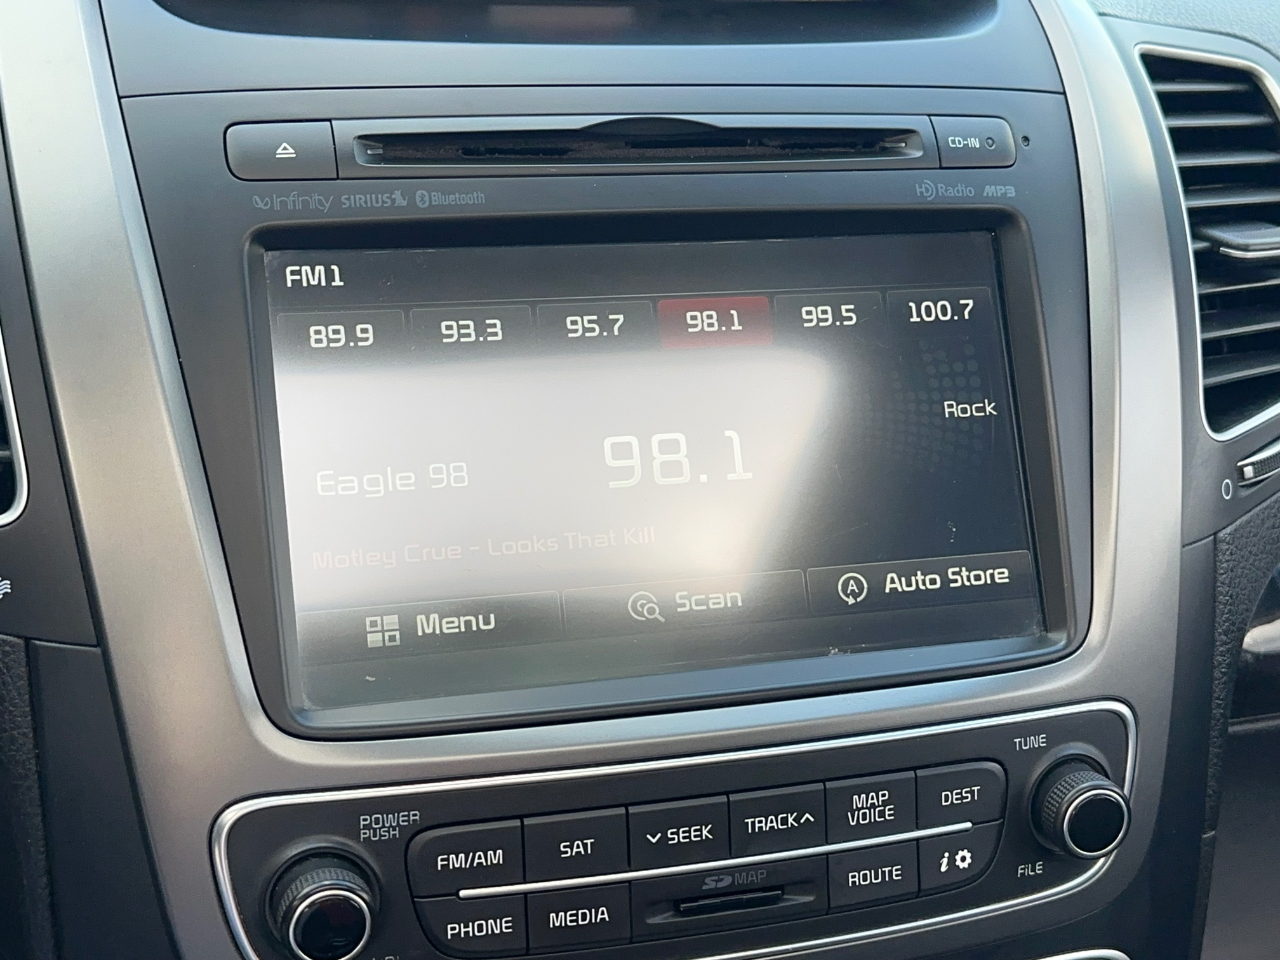 CD-IN
Infinity SIRIUS Bluetooth
HD Radio MP3
FM1
89.9 93.3 95.7 98.1 99.5 100.7
Rock
Eagle 98 98.1
Motley Crue - Looks That Kill
Menu Scan A Auto Store
0
TUNE
POWER
PUSH
FM/AM SAT SEEK TRACK MAP VOICE DEST
PHONE MEDIA SD MAP ROUTE i
FILE